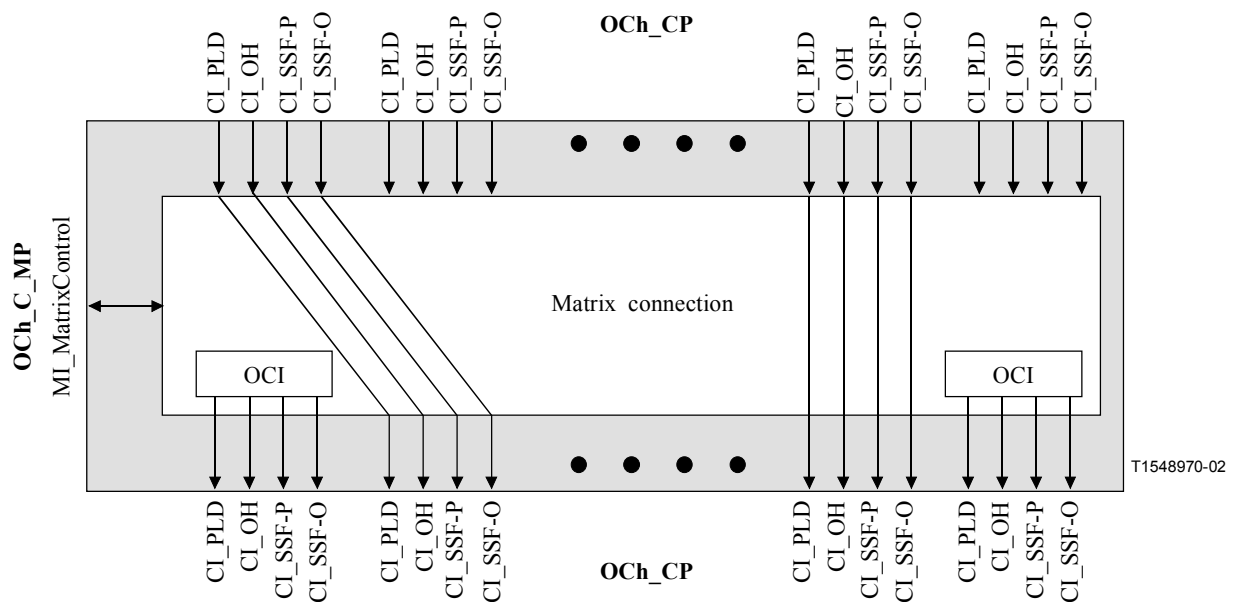 OCh_CP
CI_PLD
CI_OH
CI_SSF-P
CI_SSF-O
CI_PLD
CI_OH
CI_SSF-P
CI_SSF-O
CI_PLD
CI_OH
CI_SSF-P
CI_SSF-O
CI_PLD
CI_OH
CI_SSF-P
CI_SSF-O
OCh_C_MP
MI_MatrixControl
Matrix connection
OCI
OCI
T1548970-02
CI_PLD
CI_OH
CI_SSF-P
CI_SSF-O
CI_PLD
CI_OH
CI_SSF-P
CI_SSF-O
CI_PLD
CI_OH
CI_SSF-P
CI_SSF-O
CI_PLD
CI_OH
CI_SSF-P
CI_SSF-O
OCh_CP